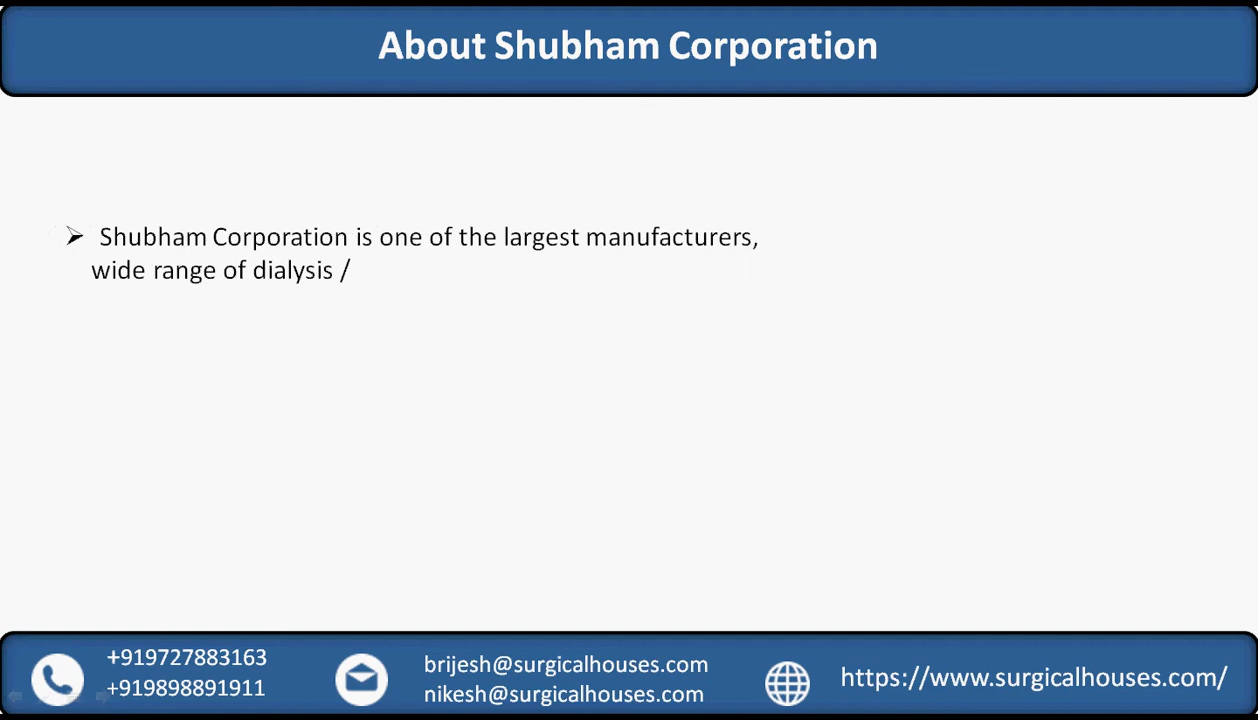 About Shubham Corporation
➢ Shubham Corporation is one of the largest manufacturers,
wide range of dialysis /
+919727883163
+919898891911
brijesh@surgicalhouses.com
nikesh@surgicalhouses.com
https://www.surgicalhouses.com/